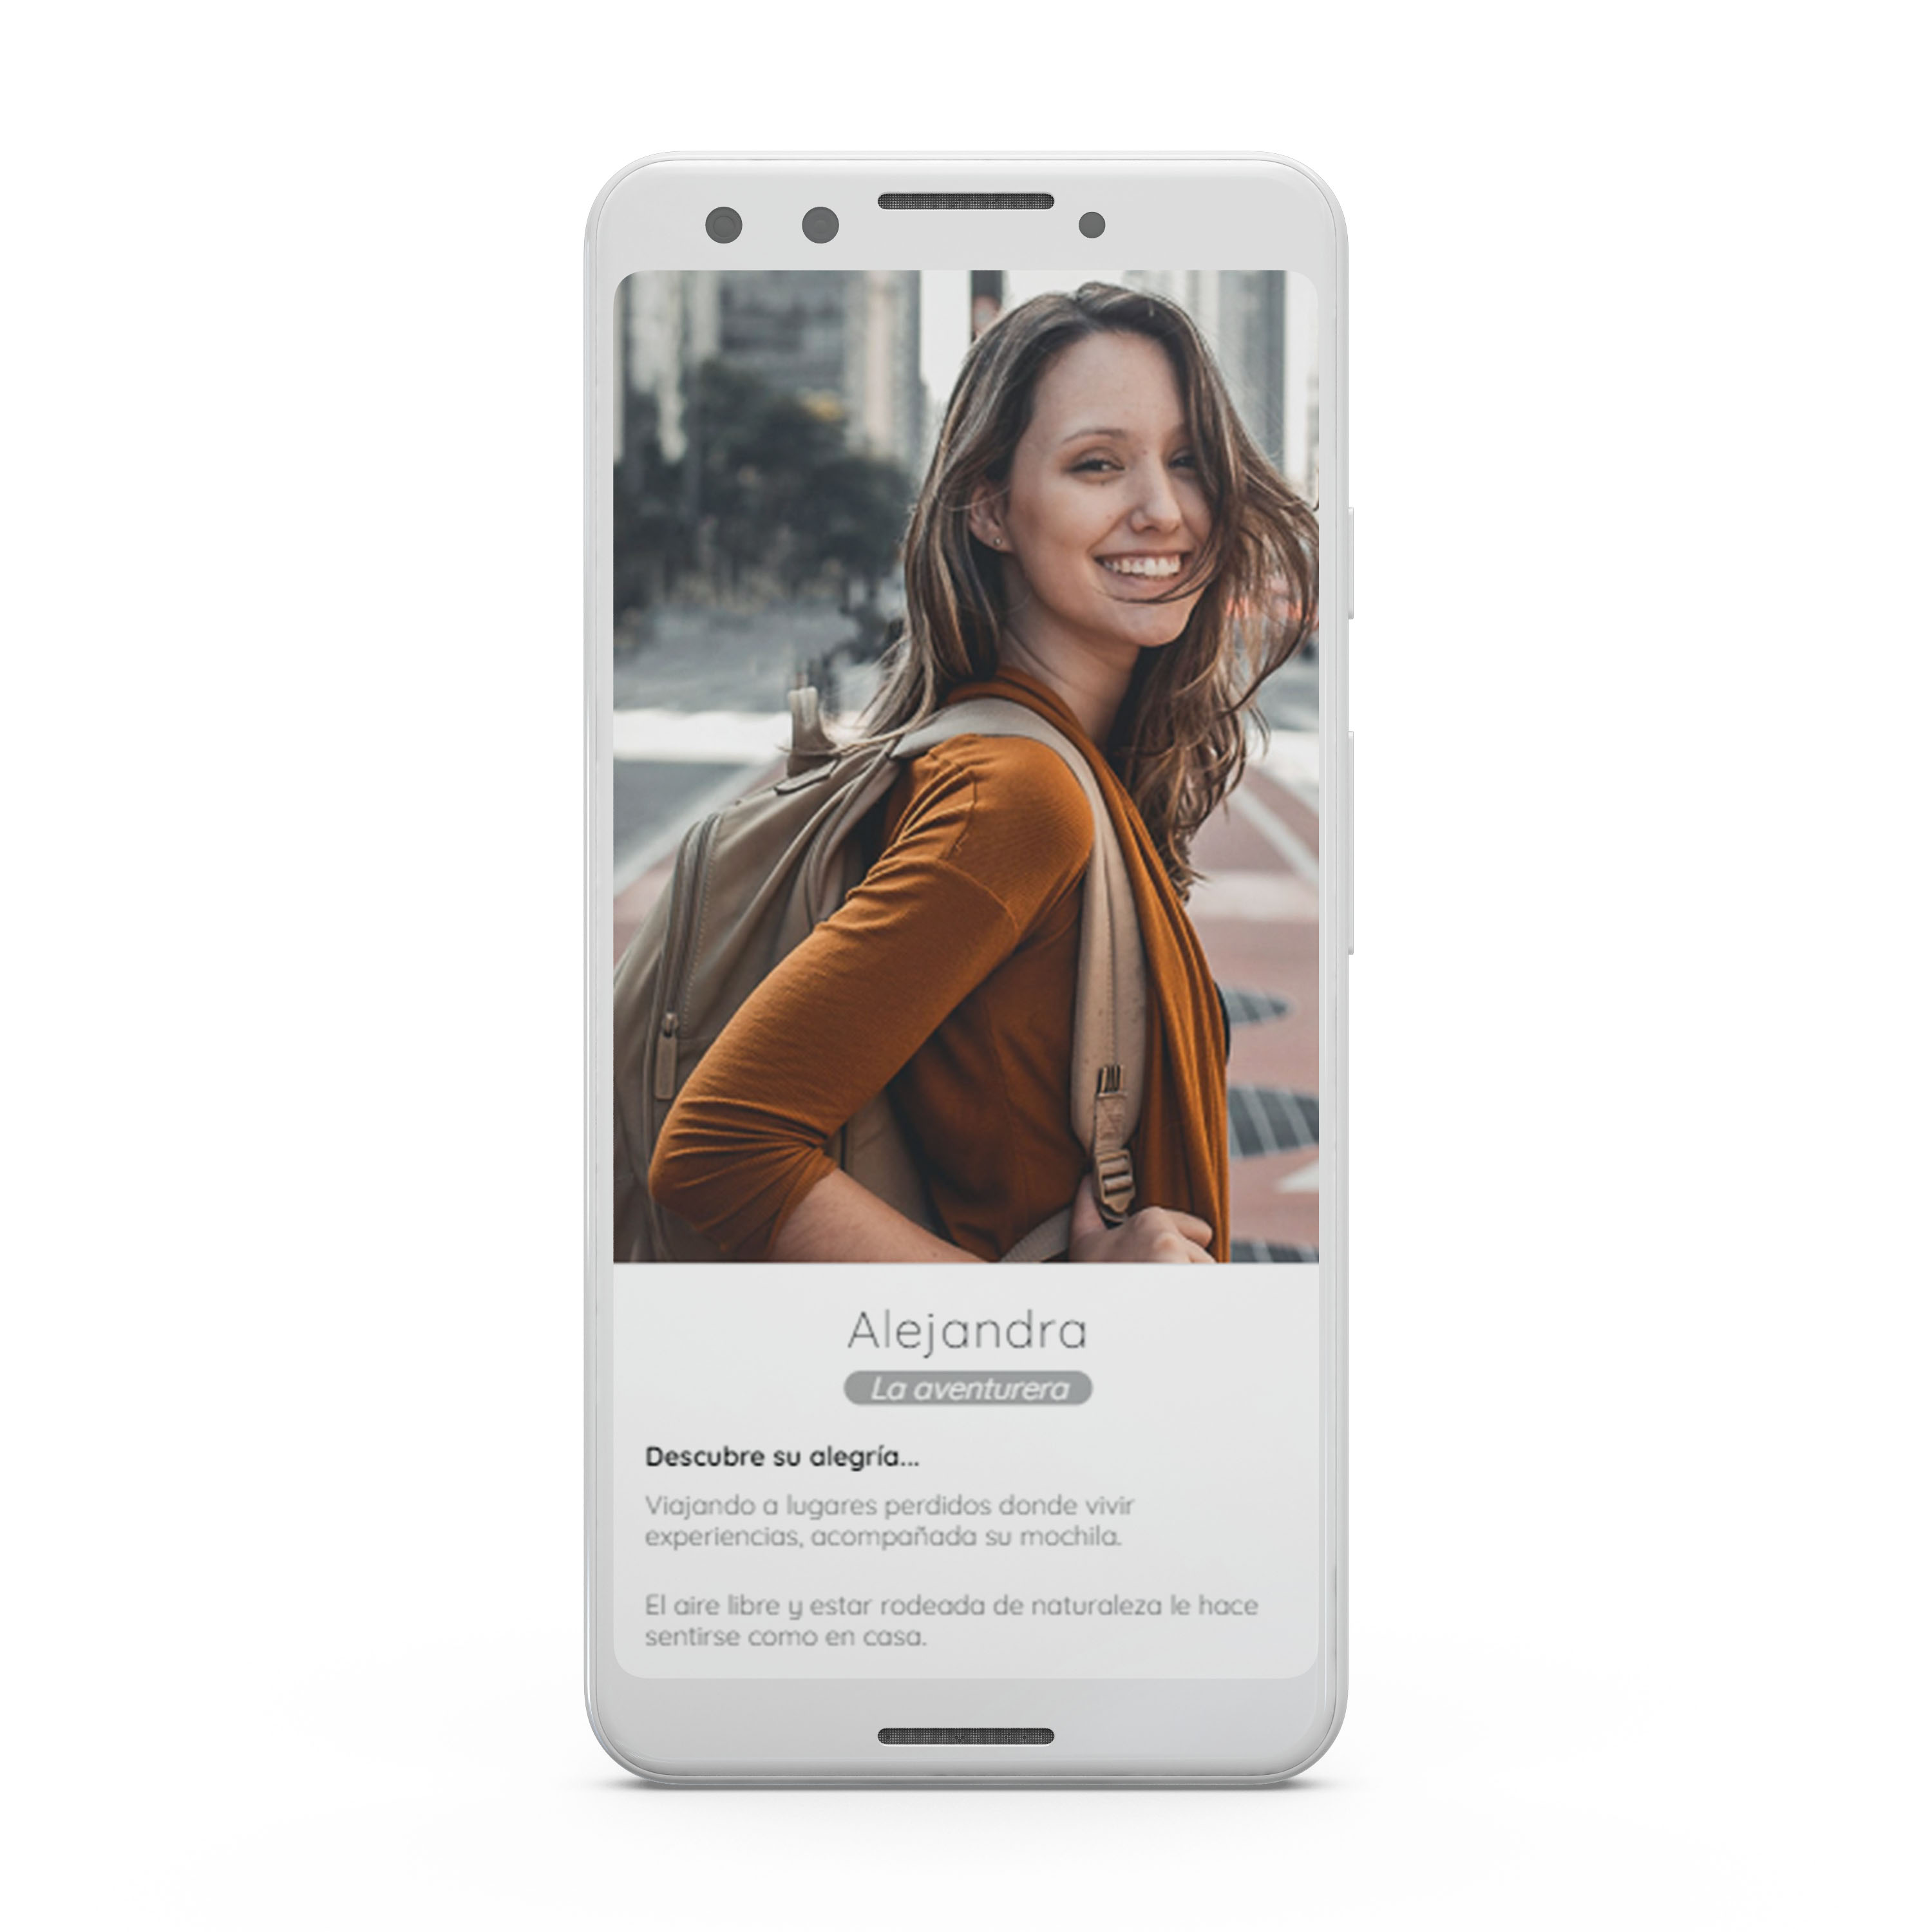 Alejandra
La aventurera
Descubre su alegría...
Viajando a lugares perdidos donde vivir
experiencias, acompañada su mochila.
El aire libre y estar rodeada de naturaleza le hace
sentirse como en casa.